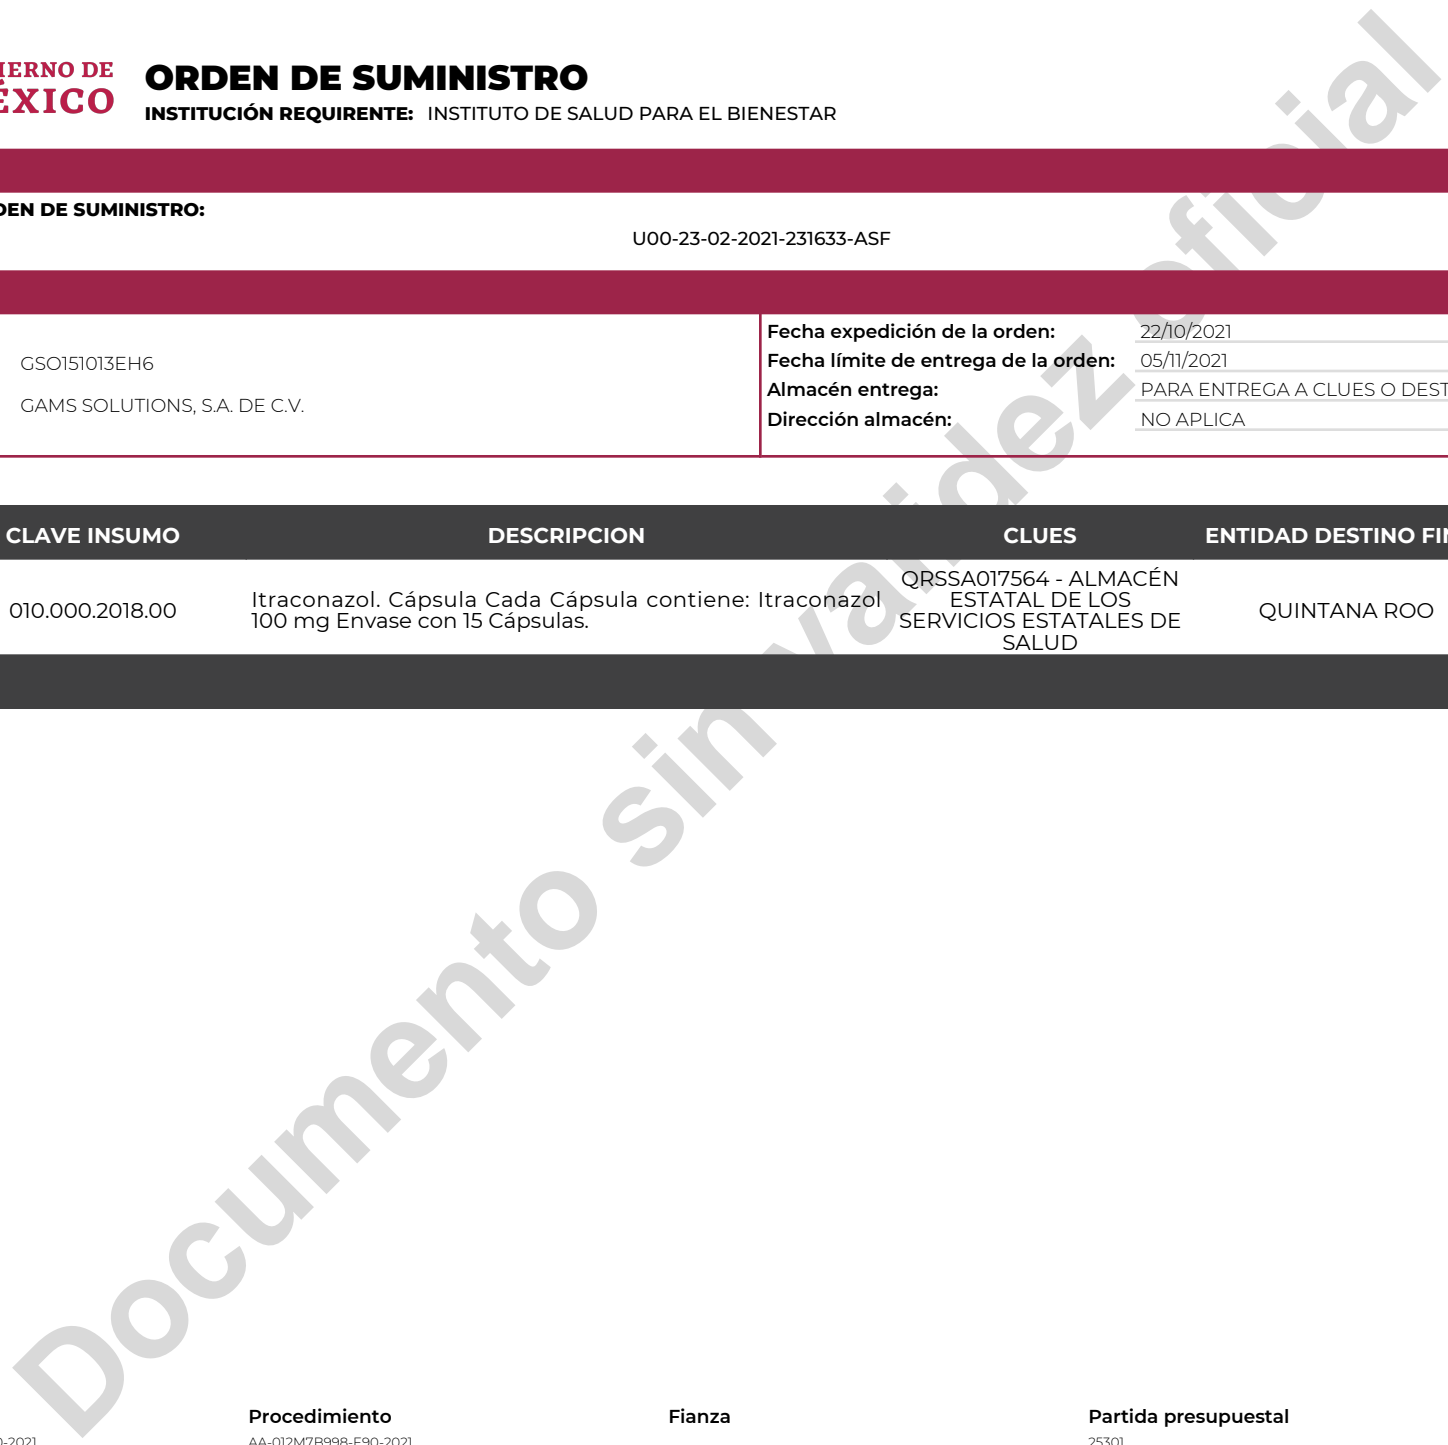 IERNO DE
ÉXICO
ORDEN DE SUMINISTRO
INSTITUCIÓN REQUIRENTE: INSTITUTO DE SALUD PARA EL BIENESTAR
DEN DE SUMINISTRO:
U00-23-02-2021-231633-ASF
GSO151013EH6
GAMS SOLUTIONS, S.A. DE C.V.
Fecha expedición de la orden: 22/10/2021
Fecha límite de entrega de la orden: 05/11/2021
Almacén entrega: PARA ENTREGA A CLUES O DEST
Dirección almacén: NO APLICA
CLAVE INSUMO DESCRIPCION CLUES ENTIDAD DESTINO FIN
010.000.2018.00
Itraconazol. Cápsula Cada Cápsula contiene: Itraconazol
100 mg Envase con 15 Cápsulas.
QRSSA017564 - ALMACÉN
ESTATAL DE LOS
SERVICIOS ESTATALES DE
SALUD
QUINTANA ROO
Documento sin validez oficial
Procedimiento Fianza Partida presupuestal
0-2021 AA-012M7B998-E90-2021 25301